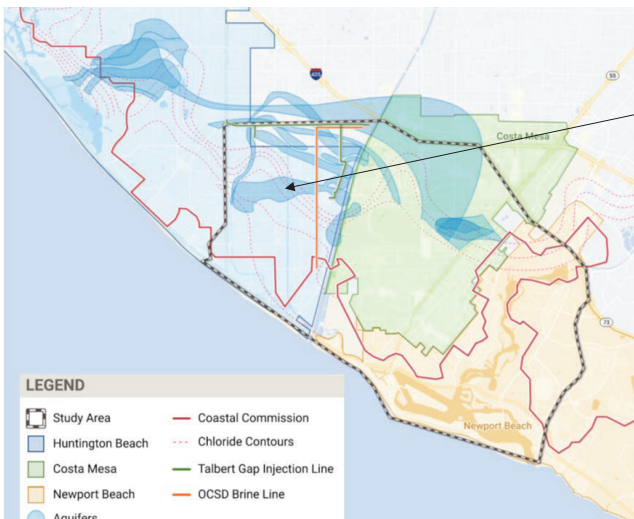 405
55
Costa Mesa
73
Newport Beach
LEGEND
Study Area
Coastal Commission
Huntington Beach
Chloride Contours
Costa Mesa
Talbert Gap Injection Line
Newport Beach
OCSD Brine Line
Aquifers